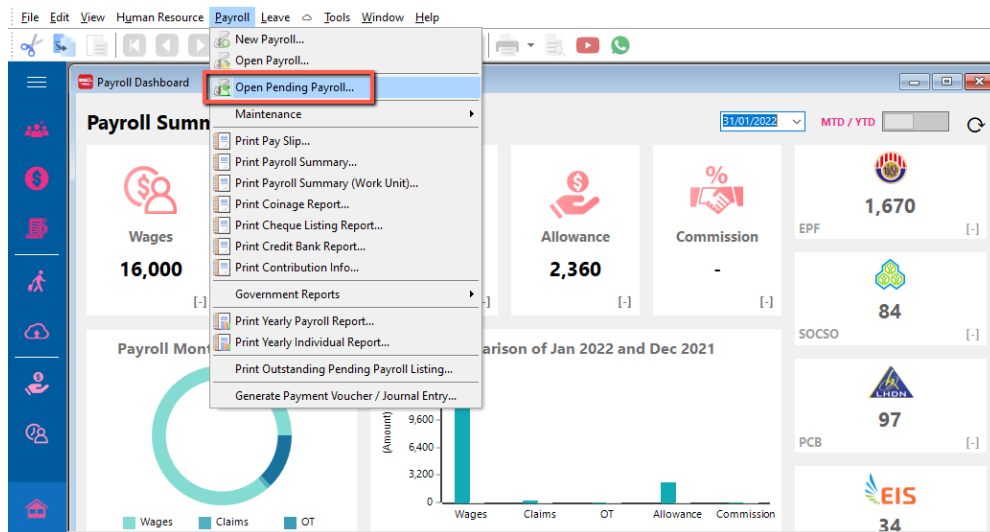 File Edit View Human Resource Payroll Leave Tools Window Help
New Payroll...
Open Payroll...
Open Pending Payroll...
Maintenance
Print Pay Slip...
Print Payroll Summary...
Print Payroll Summary (Work Unit)...
Print Coinage Report...
Print Cheque Listing Report...
Print Credit Bank Report...
Print Contribution Info...
Government Reports
Print Yearly Payroll Report...
Print Yearly Individual Report...
Print Outstanding Pending Payroll Listing...
Generate Payment Voucher / Journal Entry...
Payroll Dashboard
Payroll Summ
31/01/2022
MTD / YTD
Wages
16,000
[-]
-]
Allowance
2,360
[-]
%
Commission
-
[-]
1,670
EPF [-]
84
SOCSO [-]
LHDN
97
PCB [-]
EIS
34
Payroll Mont
Wages Claims OT
arison of Jan 2022 and Dec 2021
(Amount)
9,600
6,400
3,200
0
Wages Claims OT Allowance Commission